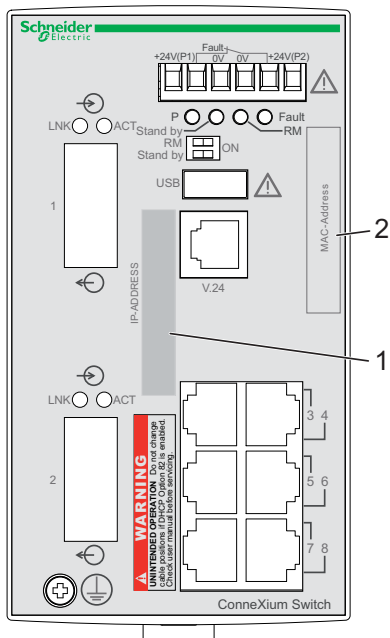 Schneider
Electric
Fault
+24V(P1) 0V 0V +24V(P2)
P Fault
Stand by RM
LNK ACT
RM
Stand by ON
USB
1
MAC-Address
2
IP-ADDRESS
V.24
1
LNK ACT
3 4
2
WARNING
UNINTENDED OPERATION Do not change
cable positions if DHCP Option 82 is enabled.
Check user manual before servicing.
5 6
7 8
ConneXium Switch